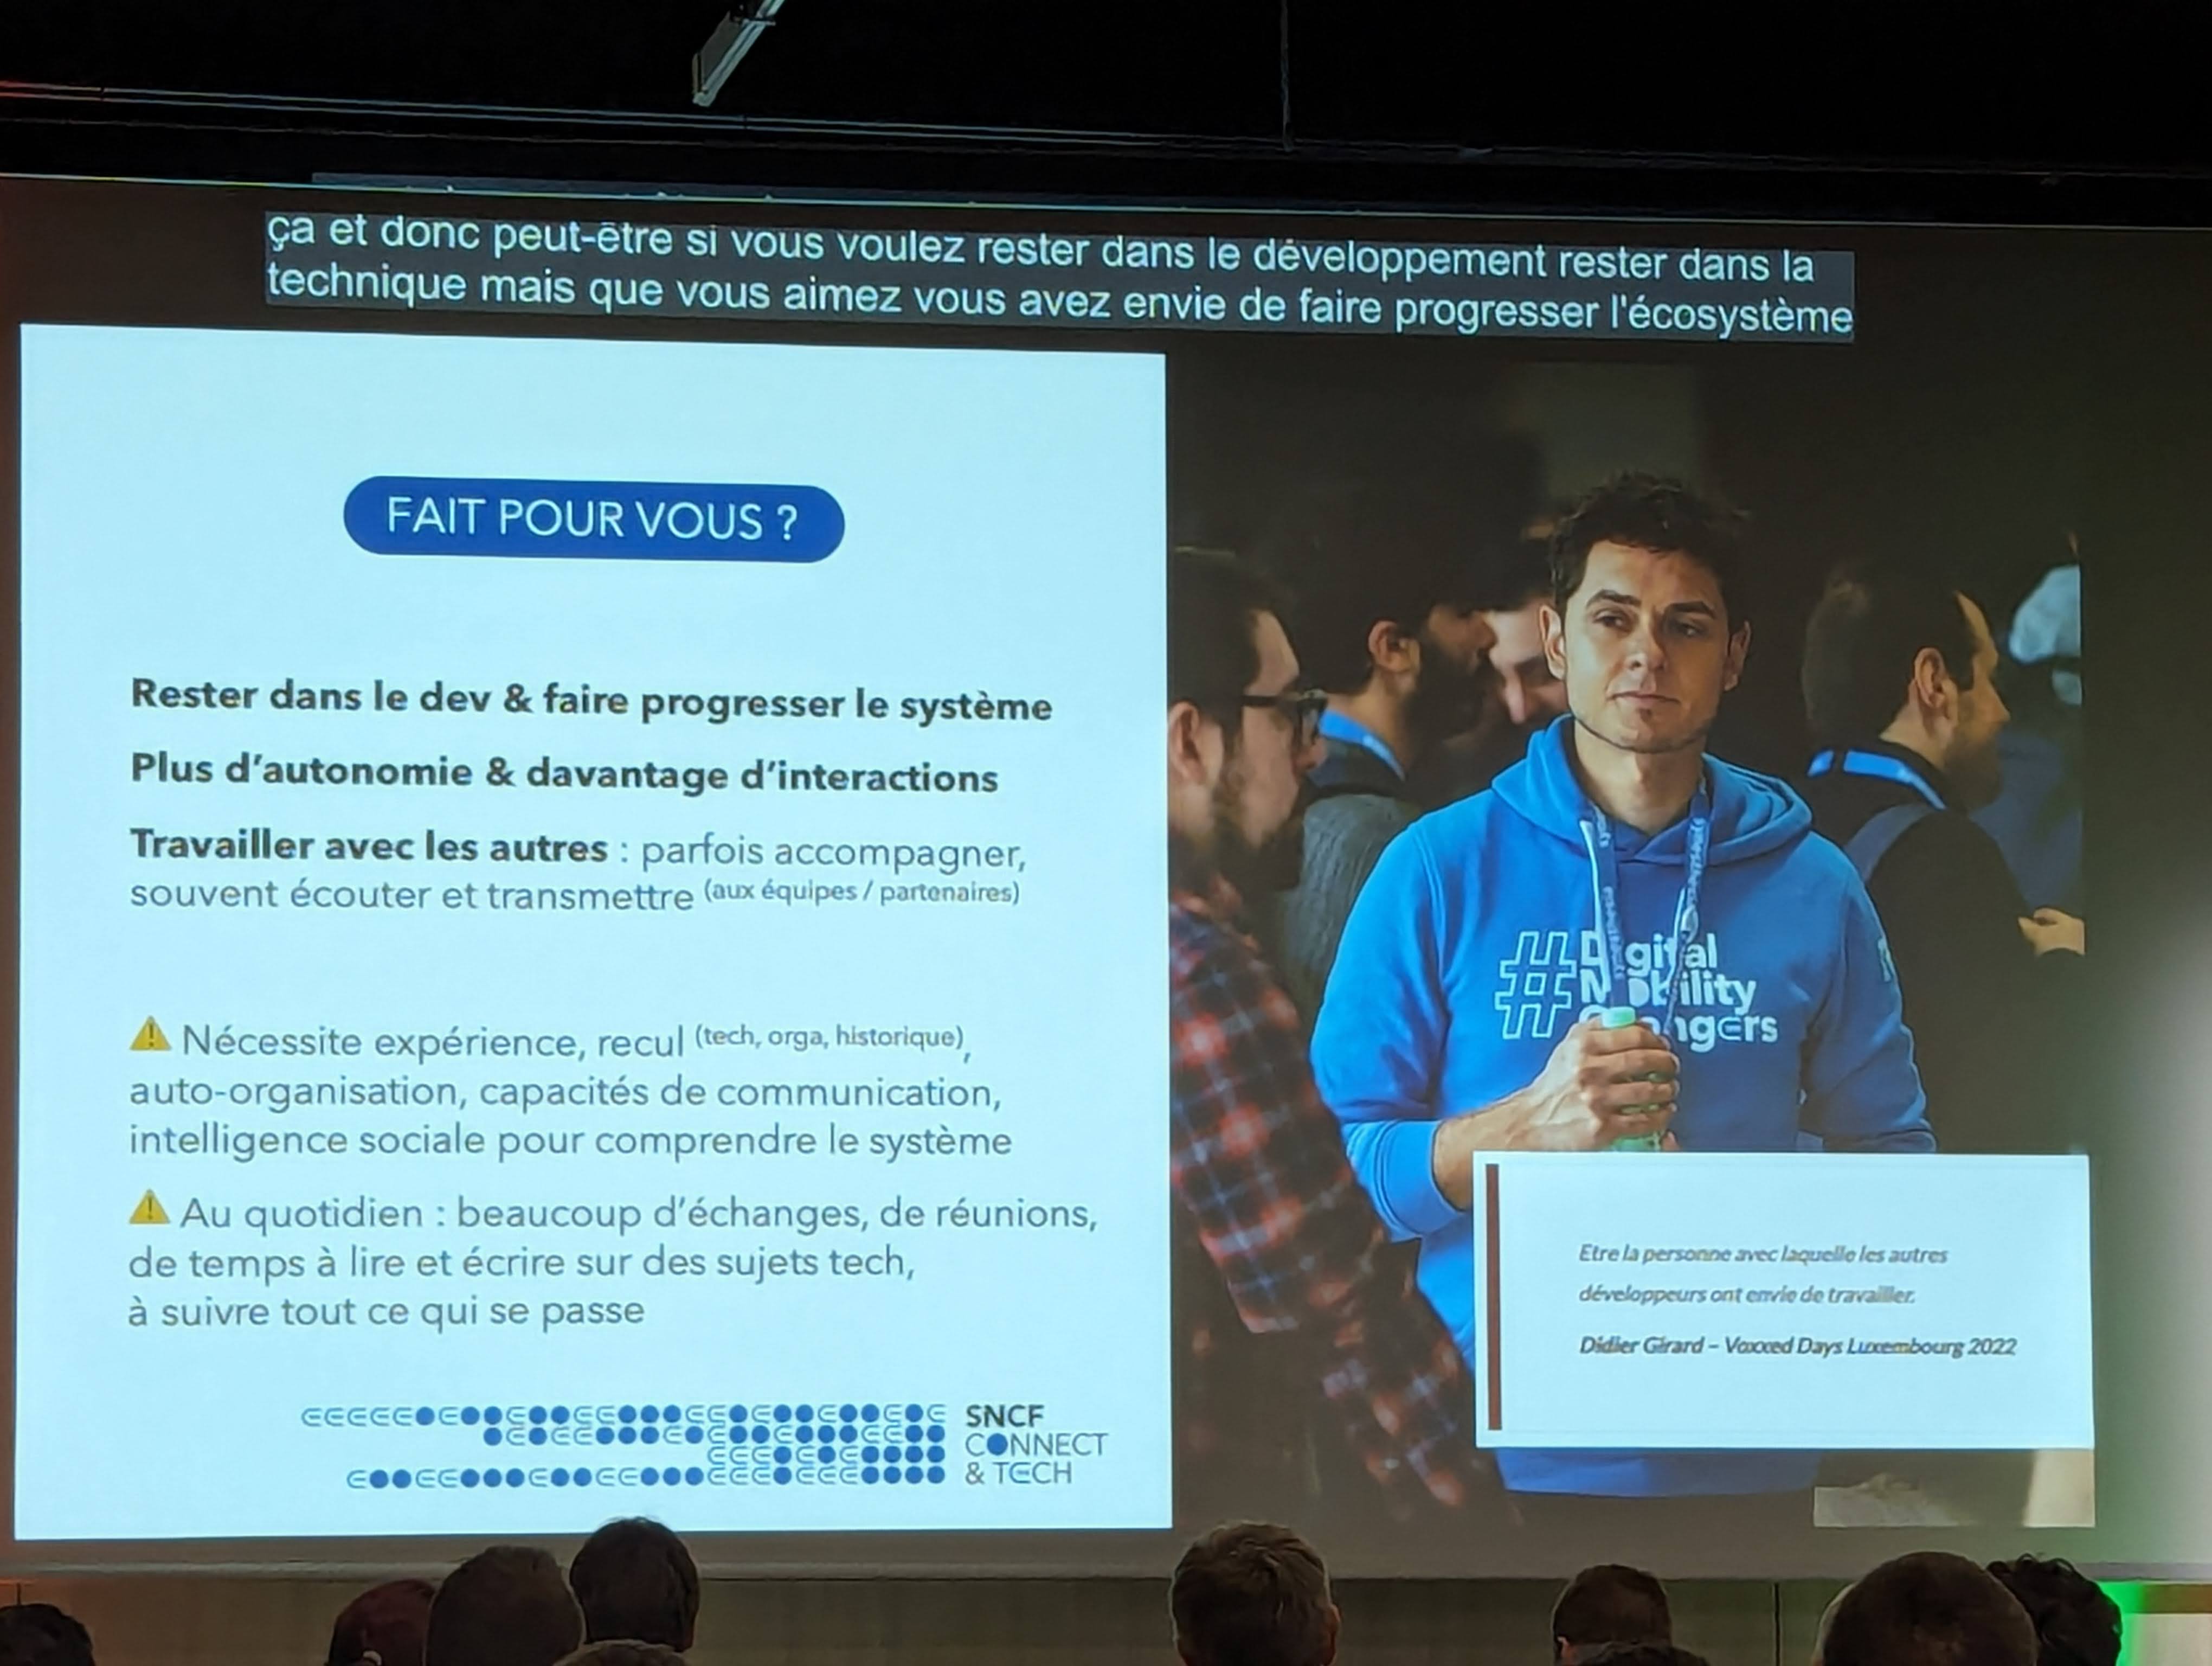 ça et donc peut-être si vous voulez rester dans le développement rester dans la
technique mais que vous aimez vous avez envie de faire progresser l'écosystème
FAIT POUR VOUS ?
Rester dans le dev & faire progresser le système
Plus d'autonomie & davantage d'interactions
Travailler avec les autres : parfois accompagner,
souvent écouter et transmettre (aux équipes / partenaires)
⚠ Nécessite expérience, recul (tech, orga, historique),
auto-organisation, capacités de communication,
intelligence sociale pour comprendre le système
⚠ Au quotidien : beaucoup d'échanges, de réunions,
de temps à lire et écrire sur des sujets tech,
à suivre tout ce qui se passe
SNCF
CONNECT
& TECH
#Digital
Mobility
ngers
Etre la personne avec laquelle les autres
développeurs ont envie de travailler.
Didier Girard – Voxxed Days Luxembourg 2022